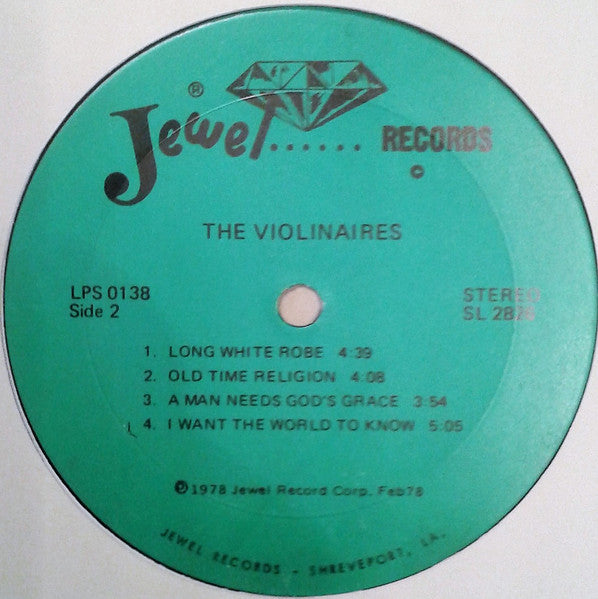 ®
Jewel...... RECORDS
©
THE VIOLINAIRES
LPS 0138
STEREO
Side 2
SL 2826
1. LONG WHITE ROBE 4:39
2. OLD TIME RELIGION 4:08
3. A MAN NEEDS GOD'S GRACE 3:54
4. I WANT THE WORLD TO KNOW 5:05
℗1978 Jewel Record Corp. Feb78
JEWEL RECORDS - SHREVEPORT, LA.